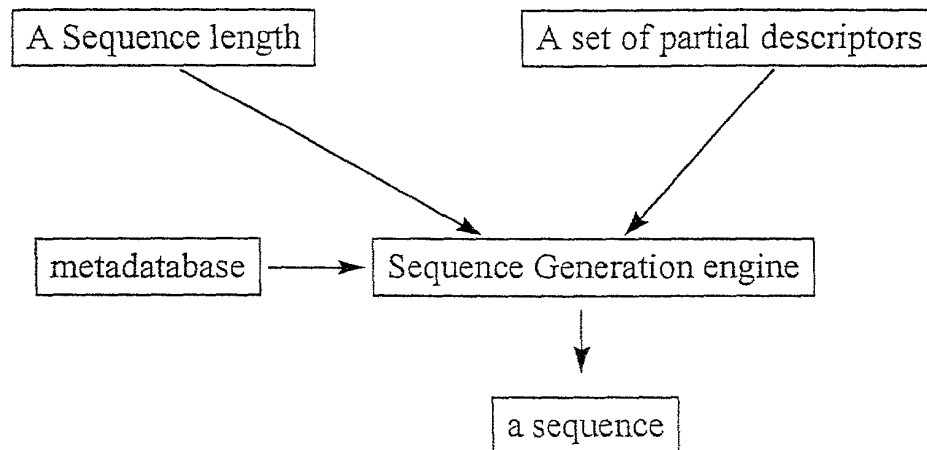 A Sequence length
A set of partial descriptors
metadatabase
Sequence Generation engine
a sequence